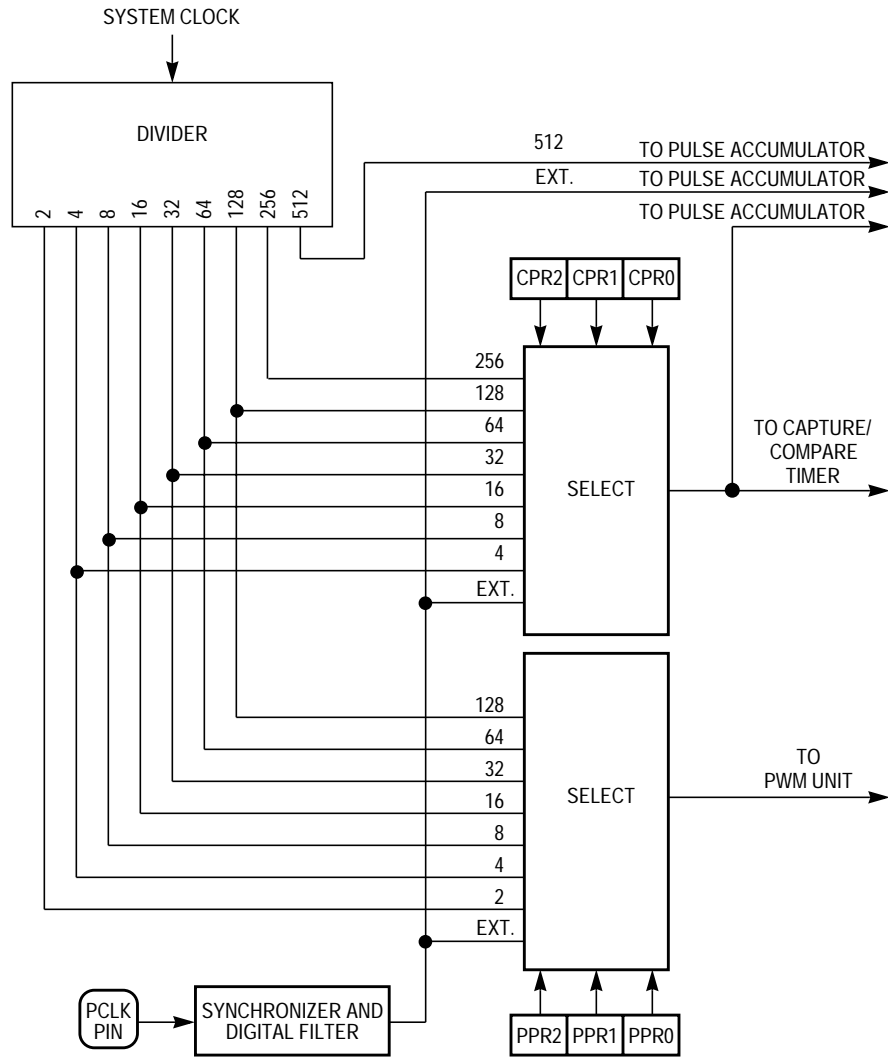 SYSTEM CLOCK
DIVIDER
2 4 8 16 32 64 128 256 512
512 TO PULSE ACCUMULATOR
EXT. TO PULSE ACCUMULATOR
TO PULSE ACCUMULATOR
CPR2 CPR1 CPR0
256
128
64
32
16
8
4
EXT.
SELECT
TO CAPTURE/
COMPARE
TIMER
128
64
32
16
8
4
2
EXT.
SELECT
TO
PWM UNIT
PCLK
PIN
SYNCHRONIZER AND
DIGITAL FILTER
PPR2 PPR1 PPR0